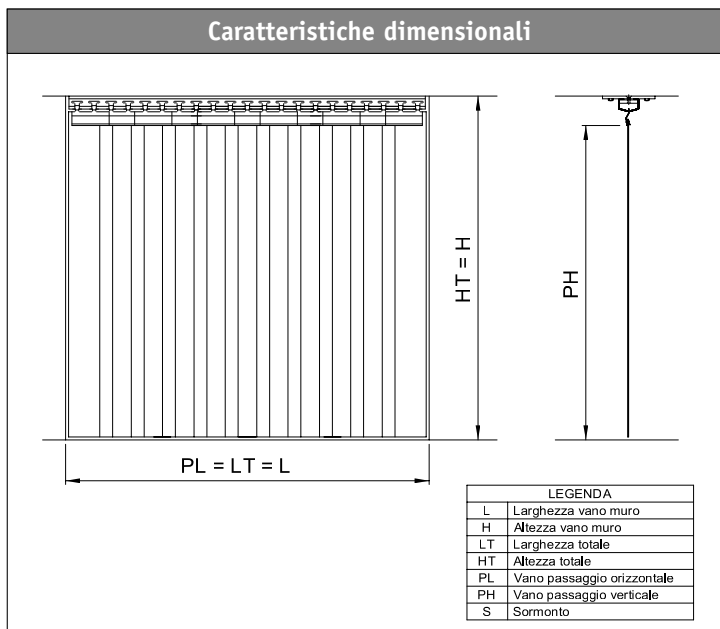 Caratteristiche dimensionali
HT = H
PH
PL = LT = L
LEGENDA
L Larghezza vano muro
H Altezza vano muro
LT Larghezza totale
HT Altezza totale
PL Vano passaggio orizzontale
PH Vano passaggio verticale
S Sormonto